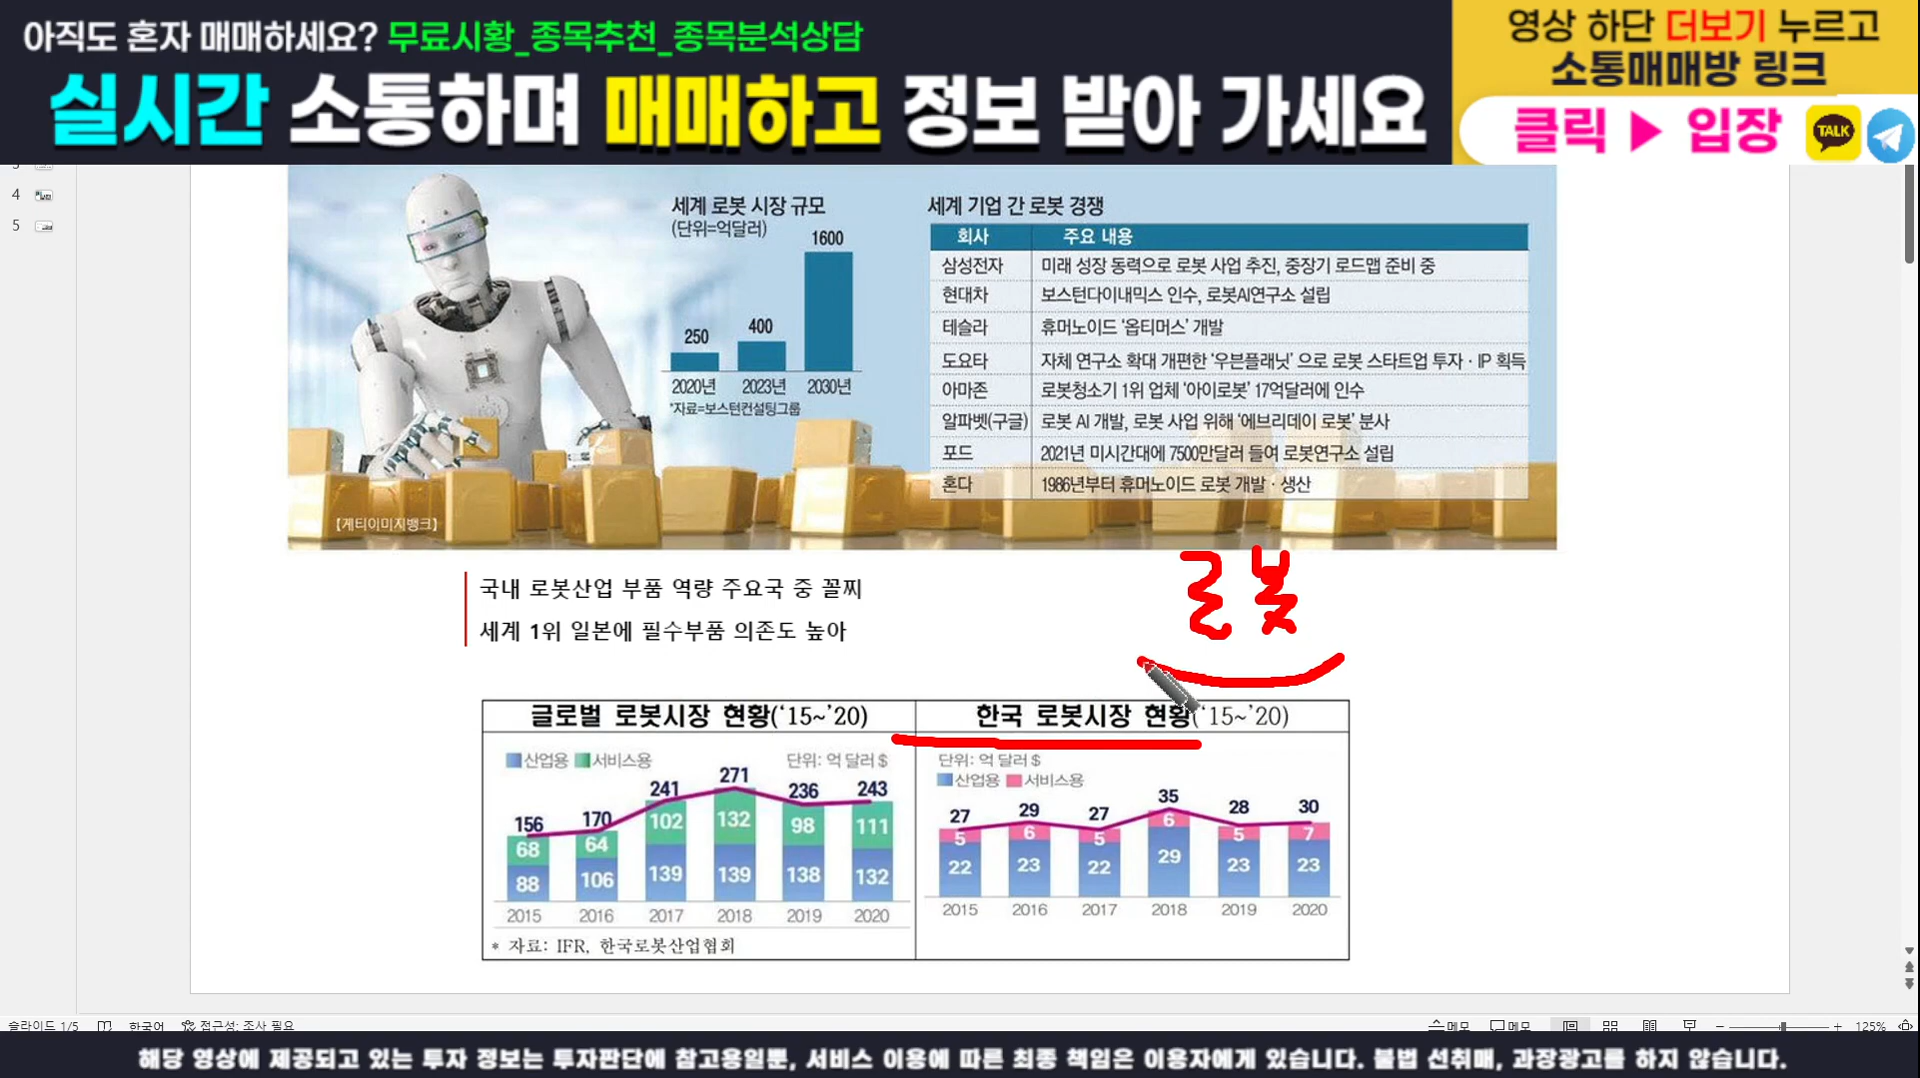 아직도 혼자 매매하세요? 무료시황_종목추천_종목분석상담
실시간 소통하며 매매하고 정보 받아 가세요
영상 하단 더보기 누르고
소통매매방 링크
클릭 ▶ 입장
TALK
4
5
세계 로봇 시장 규모
(단위=억달러)
1600
400
250
2020년 2023년 2030년
*자료=보스턴컨설팅그룹
【게티이미지뱅크】
세계 기업 간 로봇 경쟁
회사 주요 내용
삼성전자 미래 성장 동력으로 로봇 사업 추진, 중장기 로드맵 준비 중
현대차 보스턴다이내믹스 인수, 로봇AI연구소 설립
테슬라 휴머노이드 ‘옵티머스’ 개발
도요타 자체 연구소 확대 개편한 ‘우븐플래닛’ 으로 로봇 스타트업 투자·IP 획득
아마존 로봇청소기 1위 업체 ‘아이로봇’ 17억달러에 인수
알파벳(구글) 로봇 AI 개발, 로봇 사업 위해 ‘에브리데이 로봇’ 분사
포드 2021년 미시간대에 7500만달러 들여 로봇연구소 설립
혼다 1986년부터 휴머노이드 로봇 개발·생산
국내 로봇산업 부품 역량 주요국 중 꼴찌
세계 1위 일본에 필수부품 의존도 높아
로봇
글로벌 로봇시장 현황(‘15~’20)
산업용 서비스용 단위: 억 달러 $
156 170 241 271 236 243
68 64 102 132 98 111
88 106 139 139 138 132
2015 2016 2017 2018 2019 2020
* 자료: IFR, 한국로봇산업협회
한국 로봇시장 현황(‘15~’20)
단위: 억 달러 $
산업용 서비스용
27 29 27 35 28 30
5 6 5 6 5 7
22 23 22 29 23 23
2015 2016 2017 2018 2019 2020
슬라이드 1/5 한국어 접근성: 조사 필요 메모 메모 125%
해당 영상에 제공되고 있는 투자 정보는 투자판단에 참고용일뿐, 서비스 이용에 따른 최종 책임은 이용자에게 있습니다. 불법 선취매, 과장광고를 하지 않습니다.